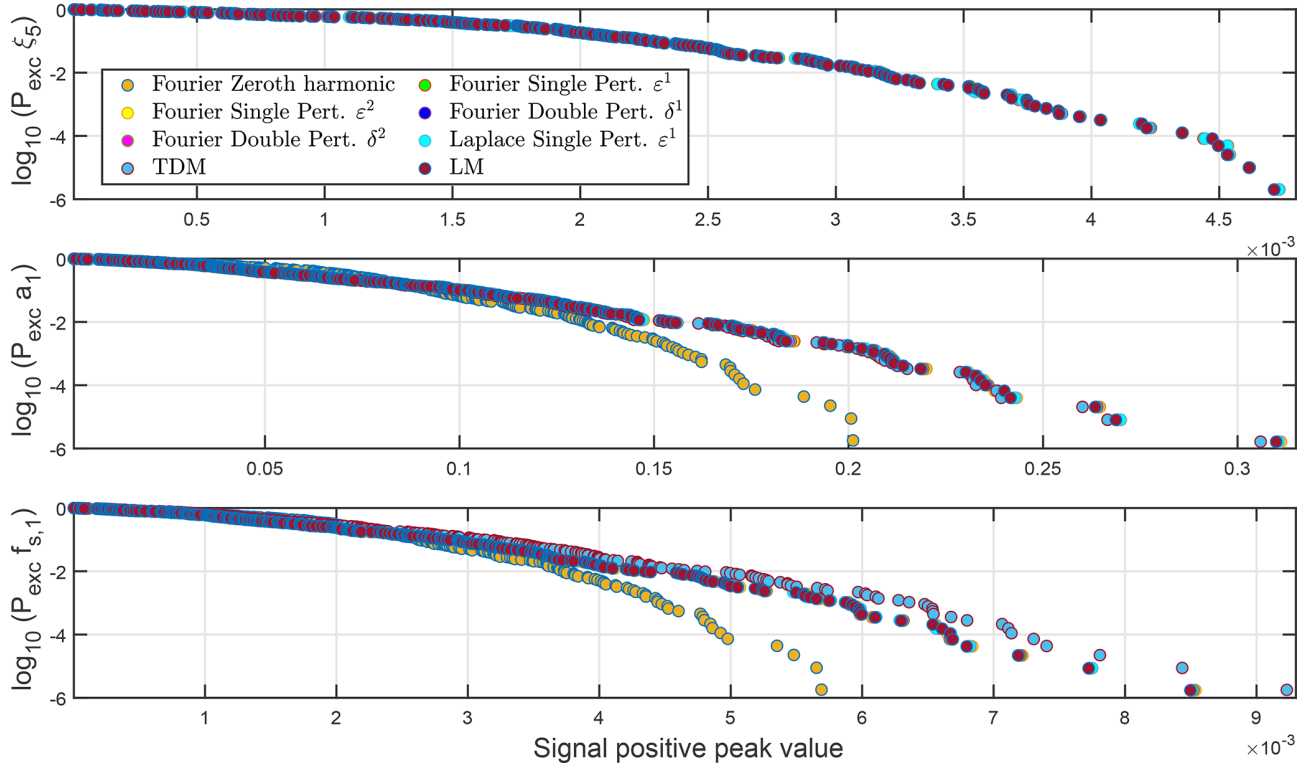 0
-2
-4
-6
log10 (Pexc ξ5)
Fourier Zeroth harmonic
Fourier Single Pert. ε¹
Fourier Single Pert. ε²
Fourier Double Pert. δ¹
Fourier Double Pert. δ²
Laplace Single Pert. ε¹
TDM
LM
0.5 1 1.5 2 2.5 3 3.5 4 4.5
×10⁻³
0
-2
-4
-6
log10 (Pexc a1)
0.05 0.1 0.15 0.2 0.25 0.3
0
-2
-4
-6
log10 (Pexc fs,1)
1 2 3 4 5 6 7 8 9
×10⁻³
Signal positive peak value